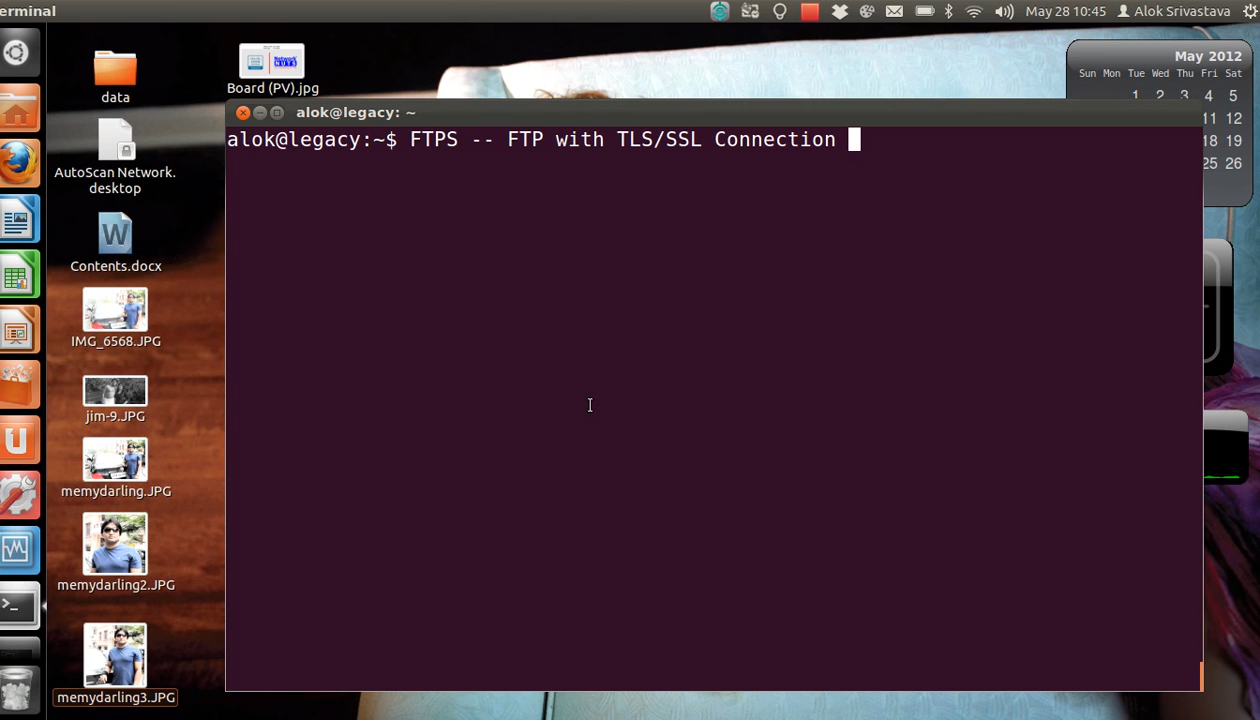 erminal
May 28 10:45
Alok Srivastava
data
Board (PV).jpg
AutoScan Network.
desktop
Contents.docx
IMG_6568.JPG
jim-9.JPG
memydarling.JPG
memydarling2.JPG
memydarling3.JPG
alok@legacy: ~
alok@legacy:~$ FTPS -- FTP with TLS/SSL Connection
May 2012
Sun Mon Tue Wed Thu Fri Sat
1 2 3 4 5
11 12
18 19
25 26